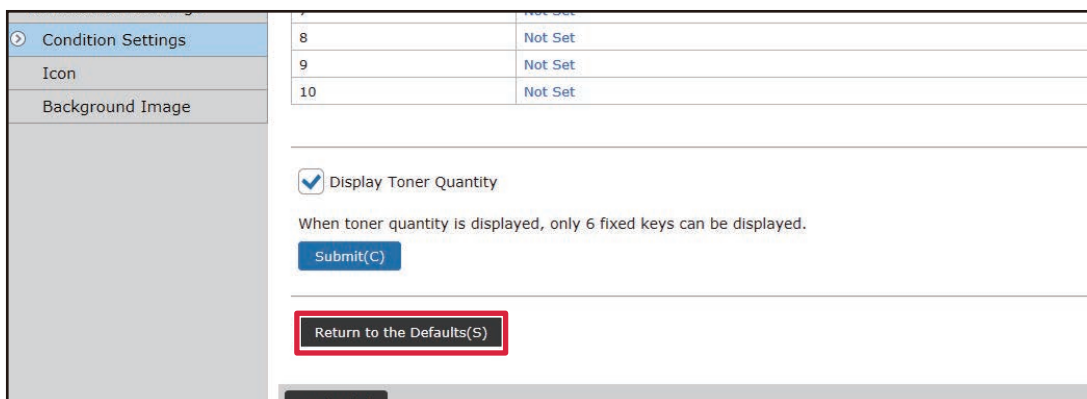 Condition Settings
8 Not Set
Icon
9 Not Set
10 Not Set
Background Image
Display Toner Quantity
When toner quantity is displayed, only 6 fixed keys can be displayed.
Submit(C)
Return to the Defaults(S)